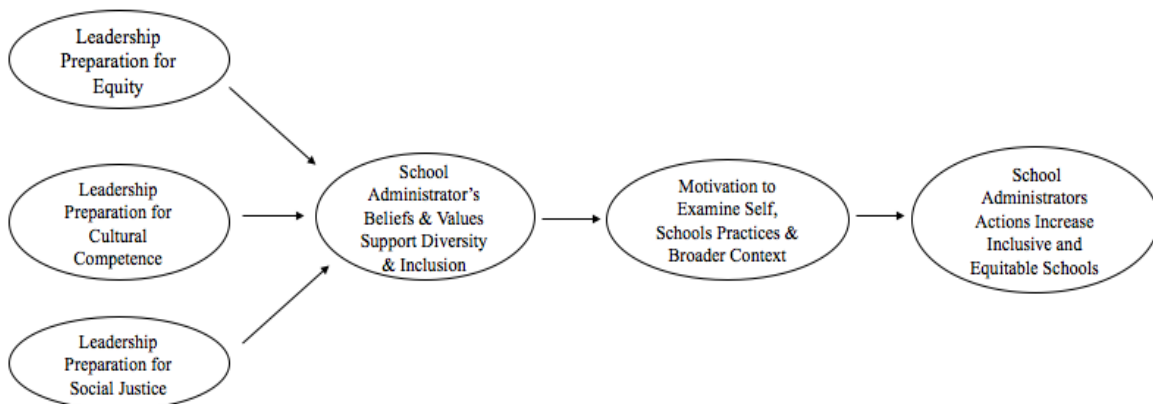 Leadership
Preparation for
Equity
Leadership
Preparation for
Cultural
Competence
Leadership
Preparation for
Social Justice
School
Administrator's
Beliefs & Values
Support Diversity
& Inclusion
Motivation to
Examine Self,
Schools Practices &
Broader Context
School
Administrators
Actions Increase
Inclusive and
Equitable Schools